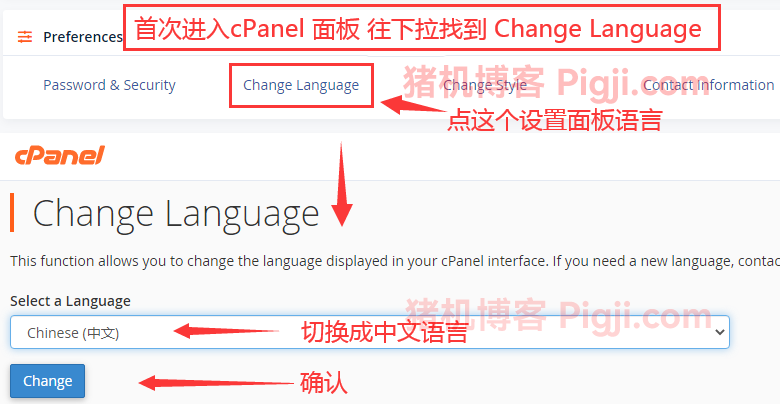 首次进入cPanel 面板 往下拉找到 Change Language
Preferences
Password & Security
Change Language
Change Style
Contact Information
猪机博客 Pigji.com
点这个设置面板语言
cPanel
Change Language
This function allows you to change the language displayed in your cPanel interface. If you need a new language, contac
Select a Language
猪机博客 Pigji.com
Chinese (中文)
切换成中文语言
Change
确认